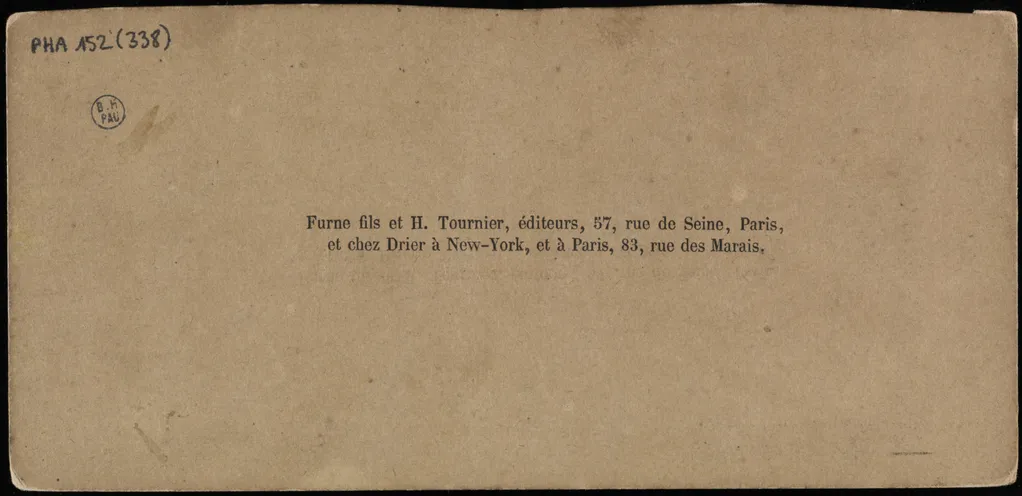 PHA 152 (338)
B.H
PAU
Furne fils et H. Tournier, éditeurs, 57, rue de Seine, Paris,
et chez Drier à New-York, et à Paris, 83, rue des Marais.